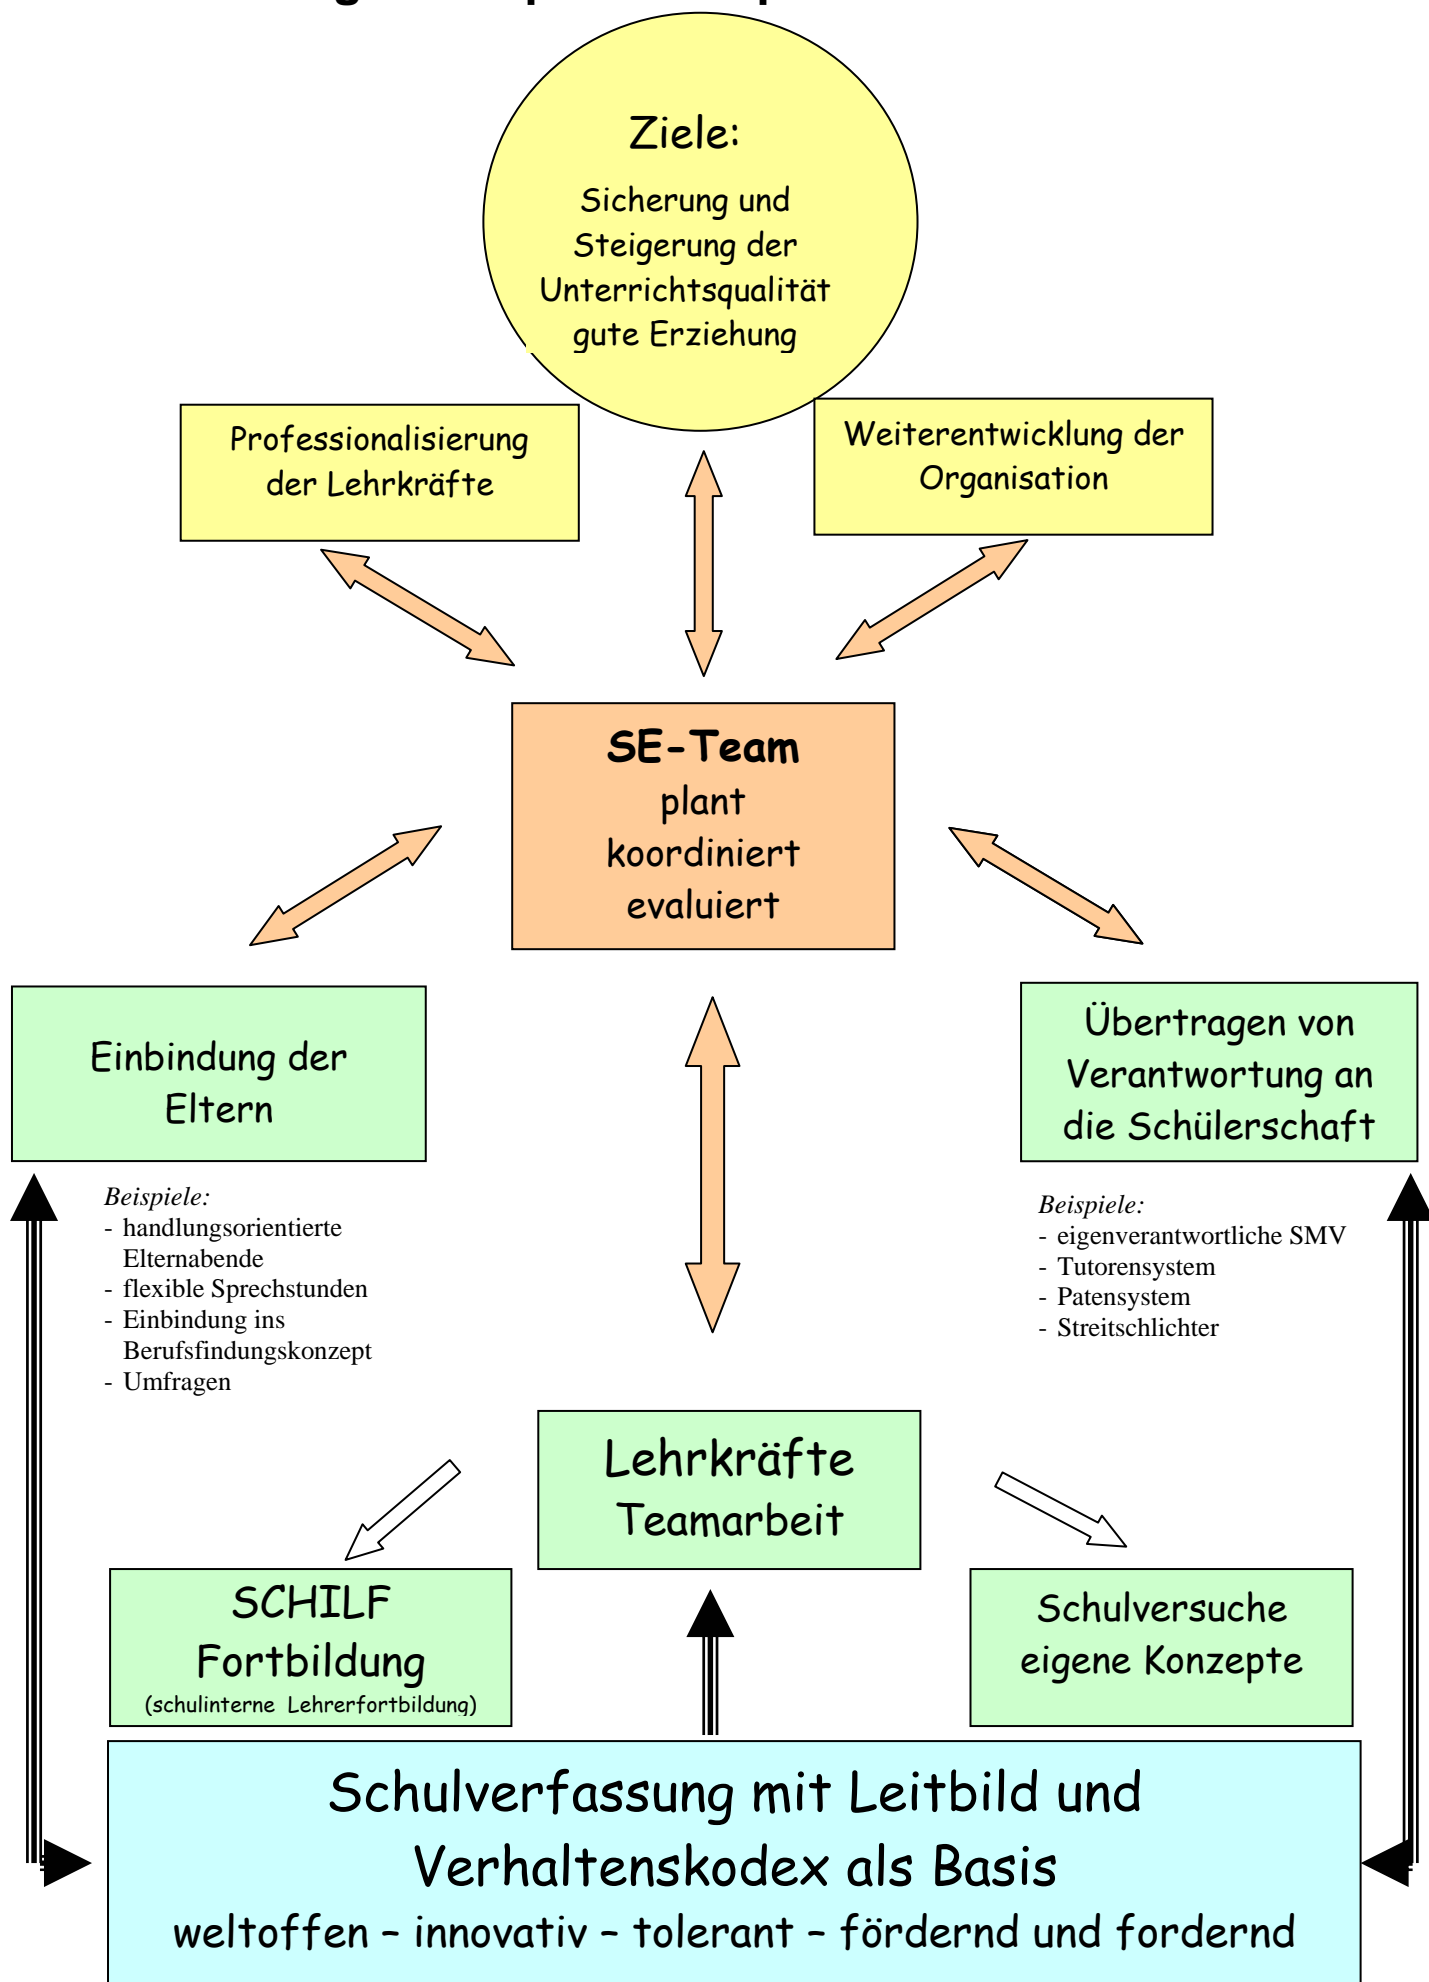 Ziele:
Sicherung und
Steigerung der
Unterrichtsqualität
gute Erziehung
Professionalisierung
der Lehrkräfte
Weiterentwicklung der
Organisation
SE-Team
plant
koordiniert
evaluiert
Einbindung der
Eltern
Übertragen von
Verantwortung an
die Schülerschaft
Beispiele:
- handlungsorientierte
Elternabende
- flexible Sprechstunden
- Einbindung ins
Berufsfindungskonzept
- Umfragen
Beispiele:
- eigenverantwortliche SMV
- Tutorensystem
- Patensystem
- Streitschlichter
Lehrkräfte
Teamarbeit
SCHILF
Fortbildung
(schulinterne Lehrerfortbildung)
Schulversuche
eigene Konzepte
Schulverfassung mit Leitbild und
Verhaltenskodex als Basis
weltoffen – innovativ – tolerant – fördernd und fordernd